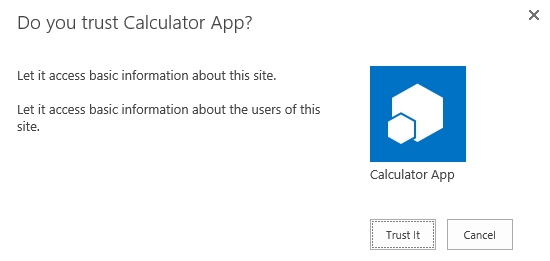 Do you trust Calculator App?
Let it access basic information about this site.
Let it access basic information about the users of this
site.
Calculator App
Trust It
Cancel